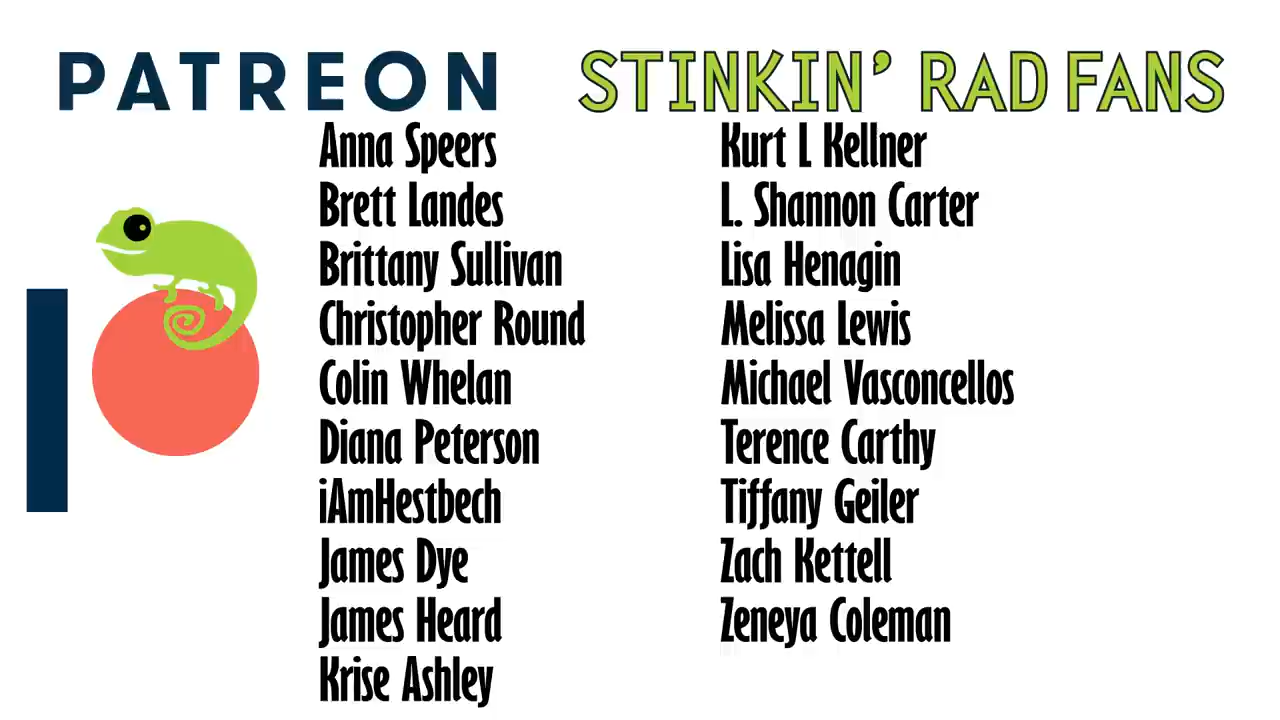 PATREON STINKIN' RAD FANS
Anna Speers
Brett Landes
Brittany Sullivan
Christopher Round
Colin Whelan
Diana Peterson
iAmHestbech
James Dye
James Heard
Krise Ashley
Kurt L Kellner
L. Shannon Carter
Lisa Henagin
Melissa Lewis
Michael Vasconcellos
Terence Carthy
Tiffany Geiler
Zach Kettell
Zeneya Coleman